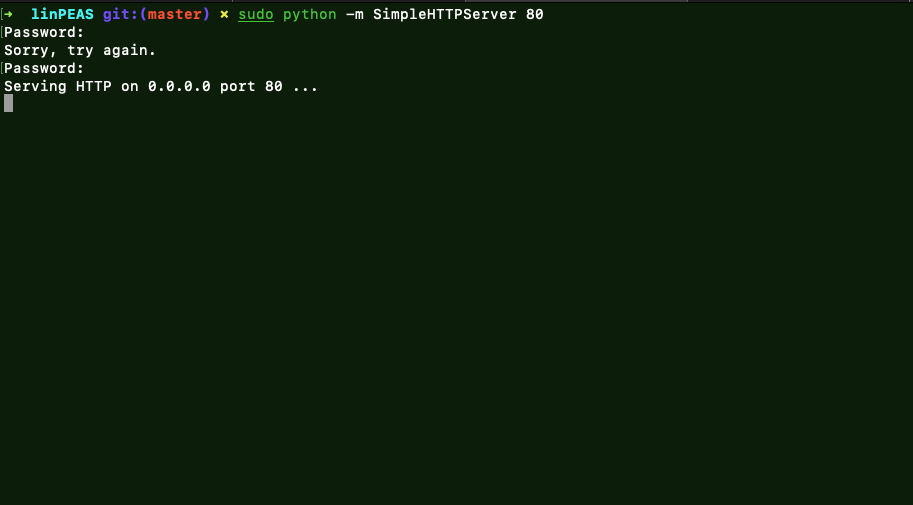 ➜  linPEAS git:(master) ✗ sudo python -m SimpleHTTPServer 80
Password:
Sorry, try again.
Password:
Serving HTTP on 0.0.0.0 port 80 ...